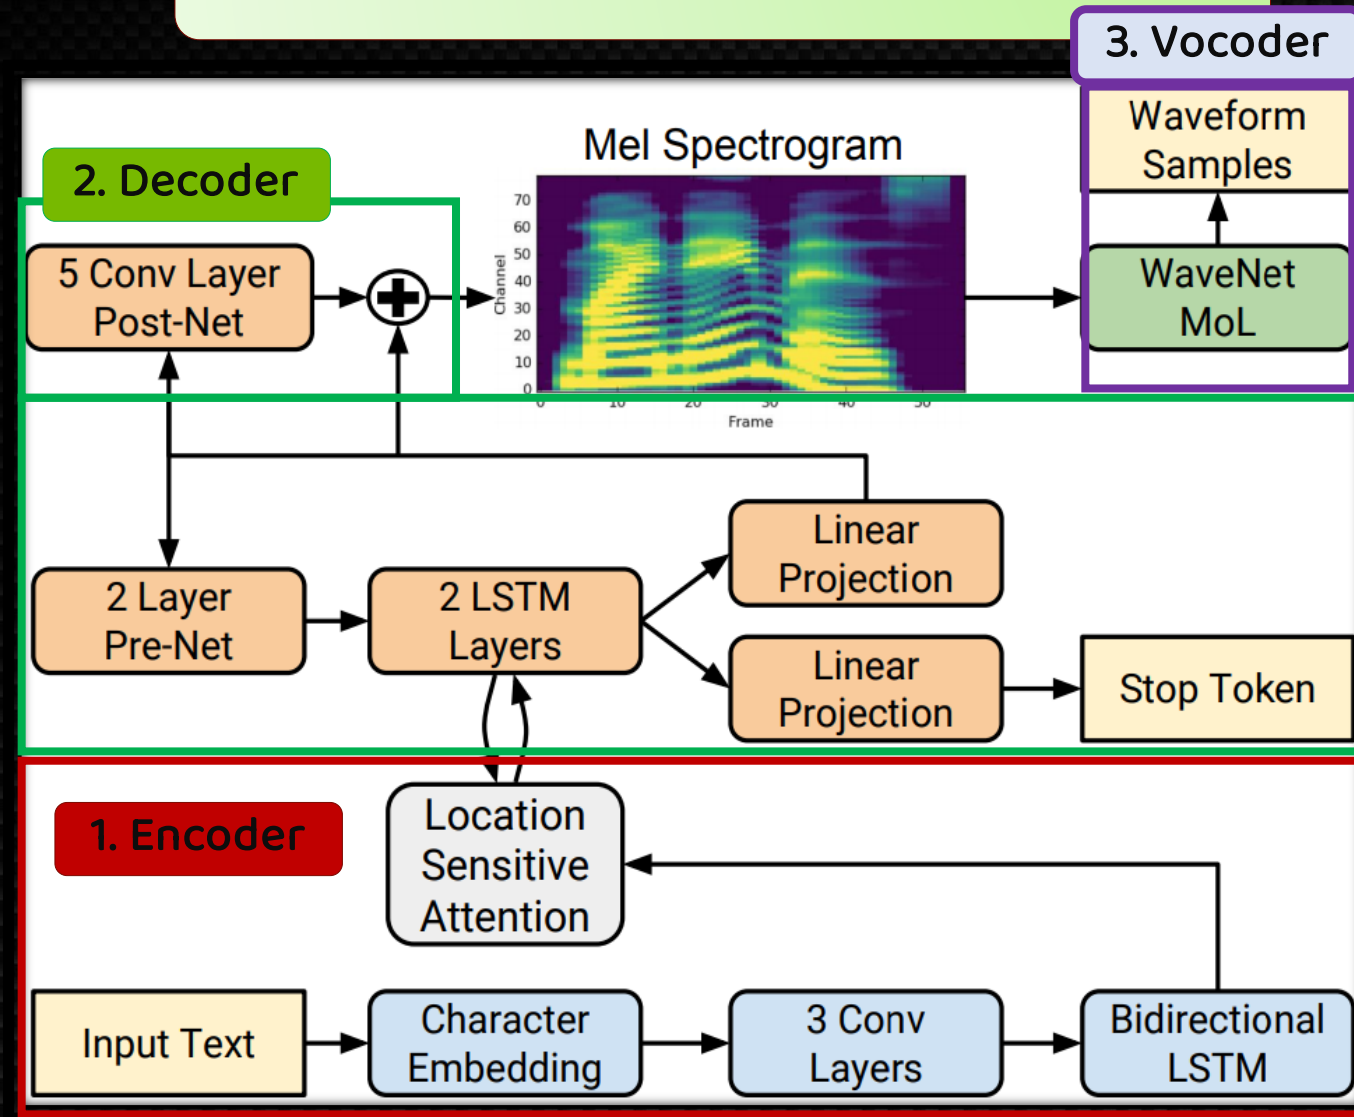 3. Vocoder
Waveform
Samples
Mel Spectrogram
2. Decoder
5 Conv Layer
Post-Net
Channel
70
60
50
40
30
20
10
0
0 10 20 30 40 50
Frame
WaveNet
MoL
Linear
Projection
2 Layer
Pre-Net
2 LSTM
Layers
Linear
Projection
Stop Token
1. Encoder
Location
Sensitive
Attention
Input Text
Character
Embedding
3 Conv
Layers
Bidirectional
LSTM